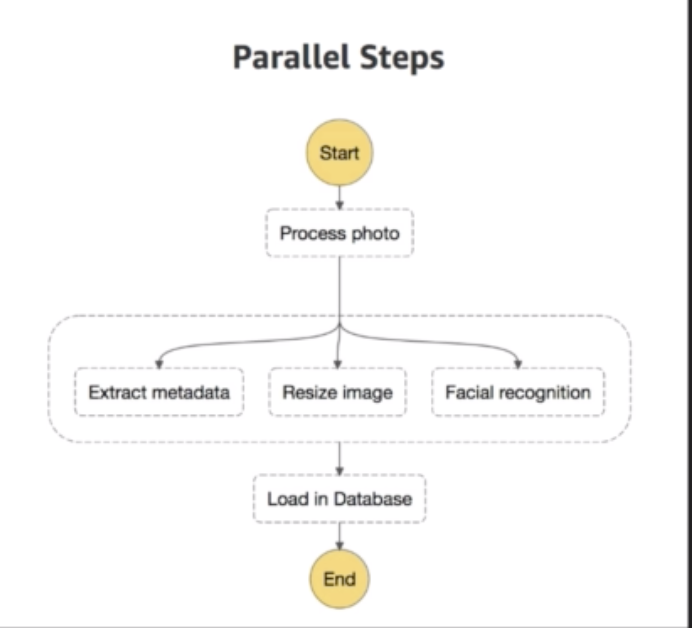 Parallel Steps
Start
Process photo
Extract metadata
Resize image
Facial recognition
Load in Database
End